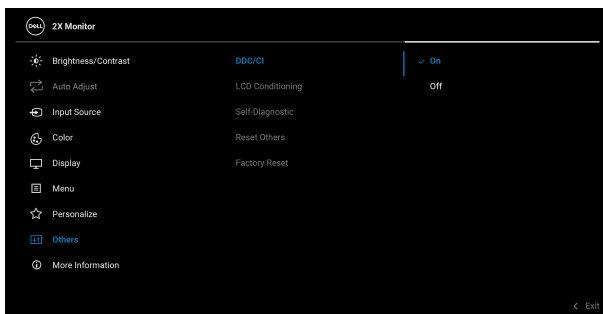 DELL 2X Monitor
Brightness/Contrast DDC/CI On
Auto Adjust LCD Conditioning Off
Input Source Self-Diagnostic
Color Reset Others
Display Factory Reset
Menu
Personalize
Others
More Information
Exit